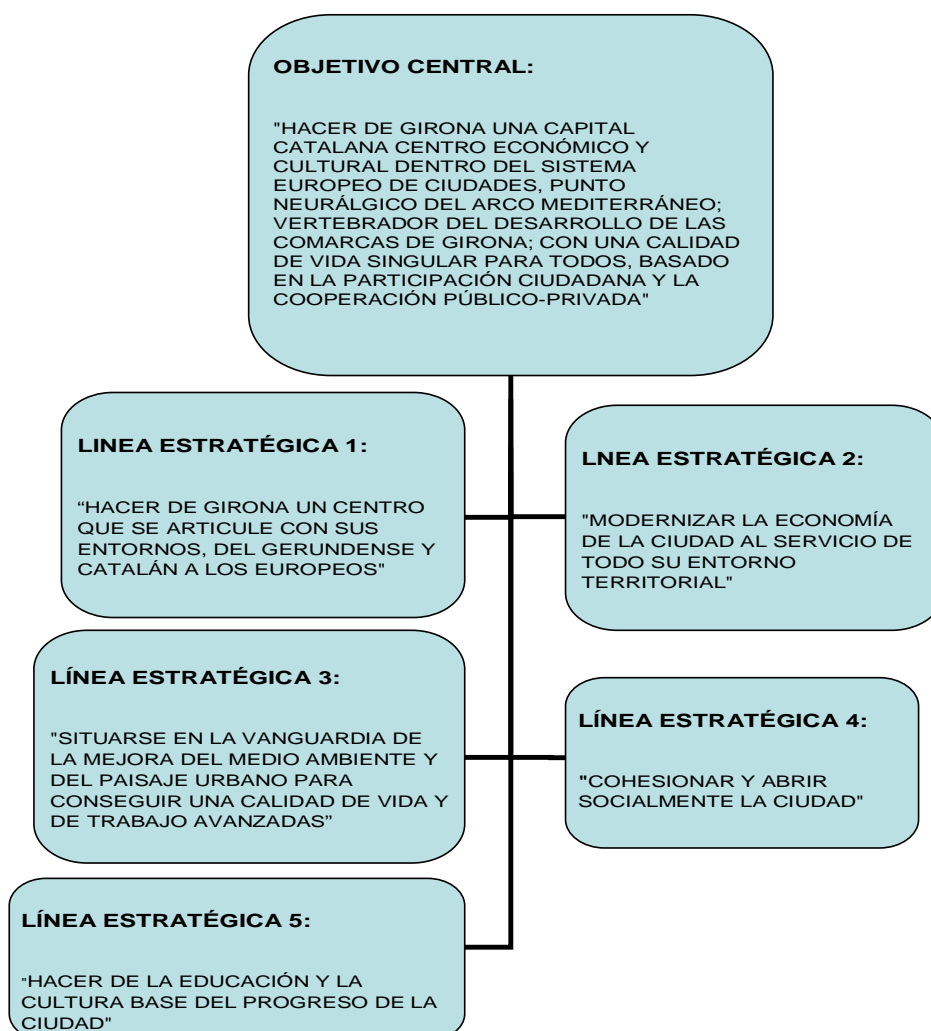 OBJETIVO CENTRAL:
"HACER DE GIRONA UNA CAPITAL
CATALANA CENTRO ECONÓMICO Y
CULTURAL DENTRO DEL SISTEMA
EUROPEO DE CIUDADES, PUNTO
NEURÁLGICO DEL ARCO MEDITERRÁNEO;
VERTEBRADOR DEL DESARROLLO DE LAS
COMARCAS DE GIRONA; CON UNA CALIDAD
DE VIDA SINGULAR PARA TODOS, BASADO
EN LA PARTICIPACIÓN CIUDADANA Y LA
COOPERACIÓN PÚBLICO-PRIVADA"
LINEA ESTRATÉGICA 1:
“HACER DE GIRONA UN CENTRO
QUE SE ARTICULE CON SUS
ENTORNOS, DEL GERUNDENSE Y
CATALÁN A LOS EUROPEOS"
LNEA ESTRATÉGICA 2:
"MODERNIZAR LA ECONOMÍA
DE LA CIUDAD AL SERVICIO DE
TODO SU ENTORNO
TERRITORIAL"
LÍNEA ESTRATÉGICA 3:
"SITUARSE EN LA VANGUARDIA DE
LA MEJORA DEL MEDIO AMBIENTE Y
DEL PAISAJE URBANO PARA
CONSEGUIR UNA CALIDAD DE VIDA Y
DE TRABAJO AVANZADAS”
LÍNEA ESTRATÉGICA 4:
"COHESIONAR Y ABRIR
SOCIALMENTE LA CIUDAD"
LÍNEA ESTRATÉGICA 5:
"HACER DE LA EDUCACIÓN Y LA
CULTURA BASE DEL PROGRESO DE LA
CIUDAD"